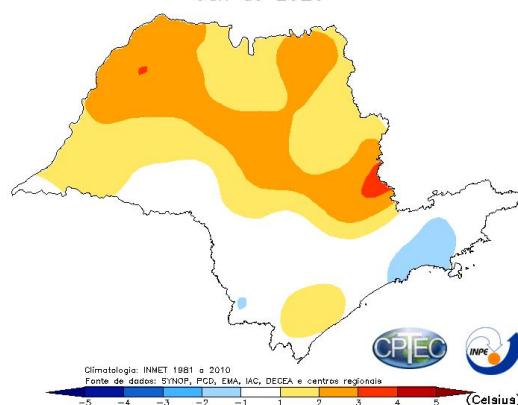 Climatologia: INMET 1981 a 2010
Fonte de dados: SYNOP, PCD, EMA, IAC, DECEA e centros regionais
CPTEC
INPE
-5 -4 -3 -2 -1 1 2 3 4 5 (Celsius)